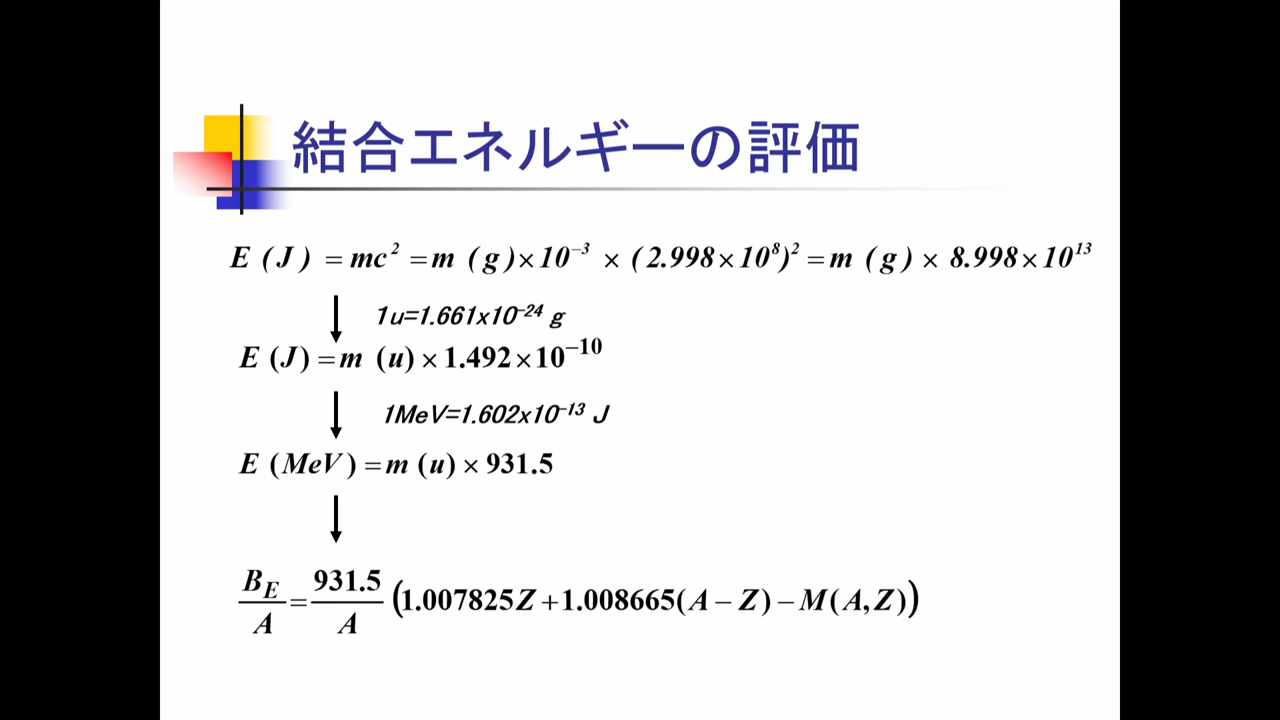 結合エネルギーの評価
E (J) = mc² = m (g)×10⁻³ × (2.998×10⁸)² = m (g) × 8.998×10¹³
1u=1.661x10⁻²⁴ g
E (J) = m (u) × 1.492×10⁻¹⁰
1MeV=1.602x10⁻¹³ J
E (MeV) = m (u) × 931.5
B_E/A = 931.5/A (1.007825Z + 1.008665(A − Z) − M(A, Z))